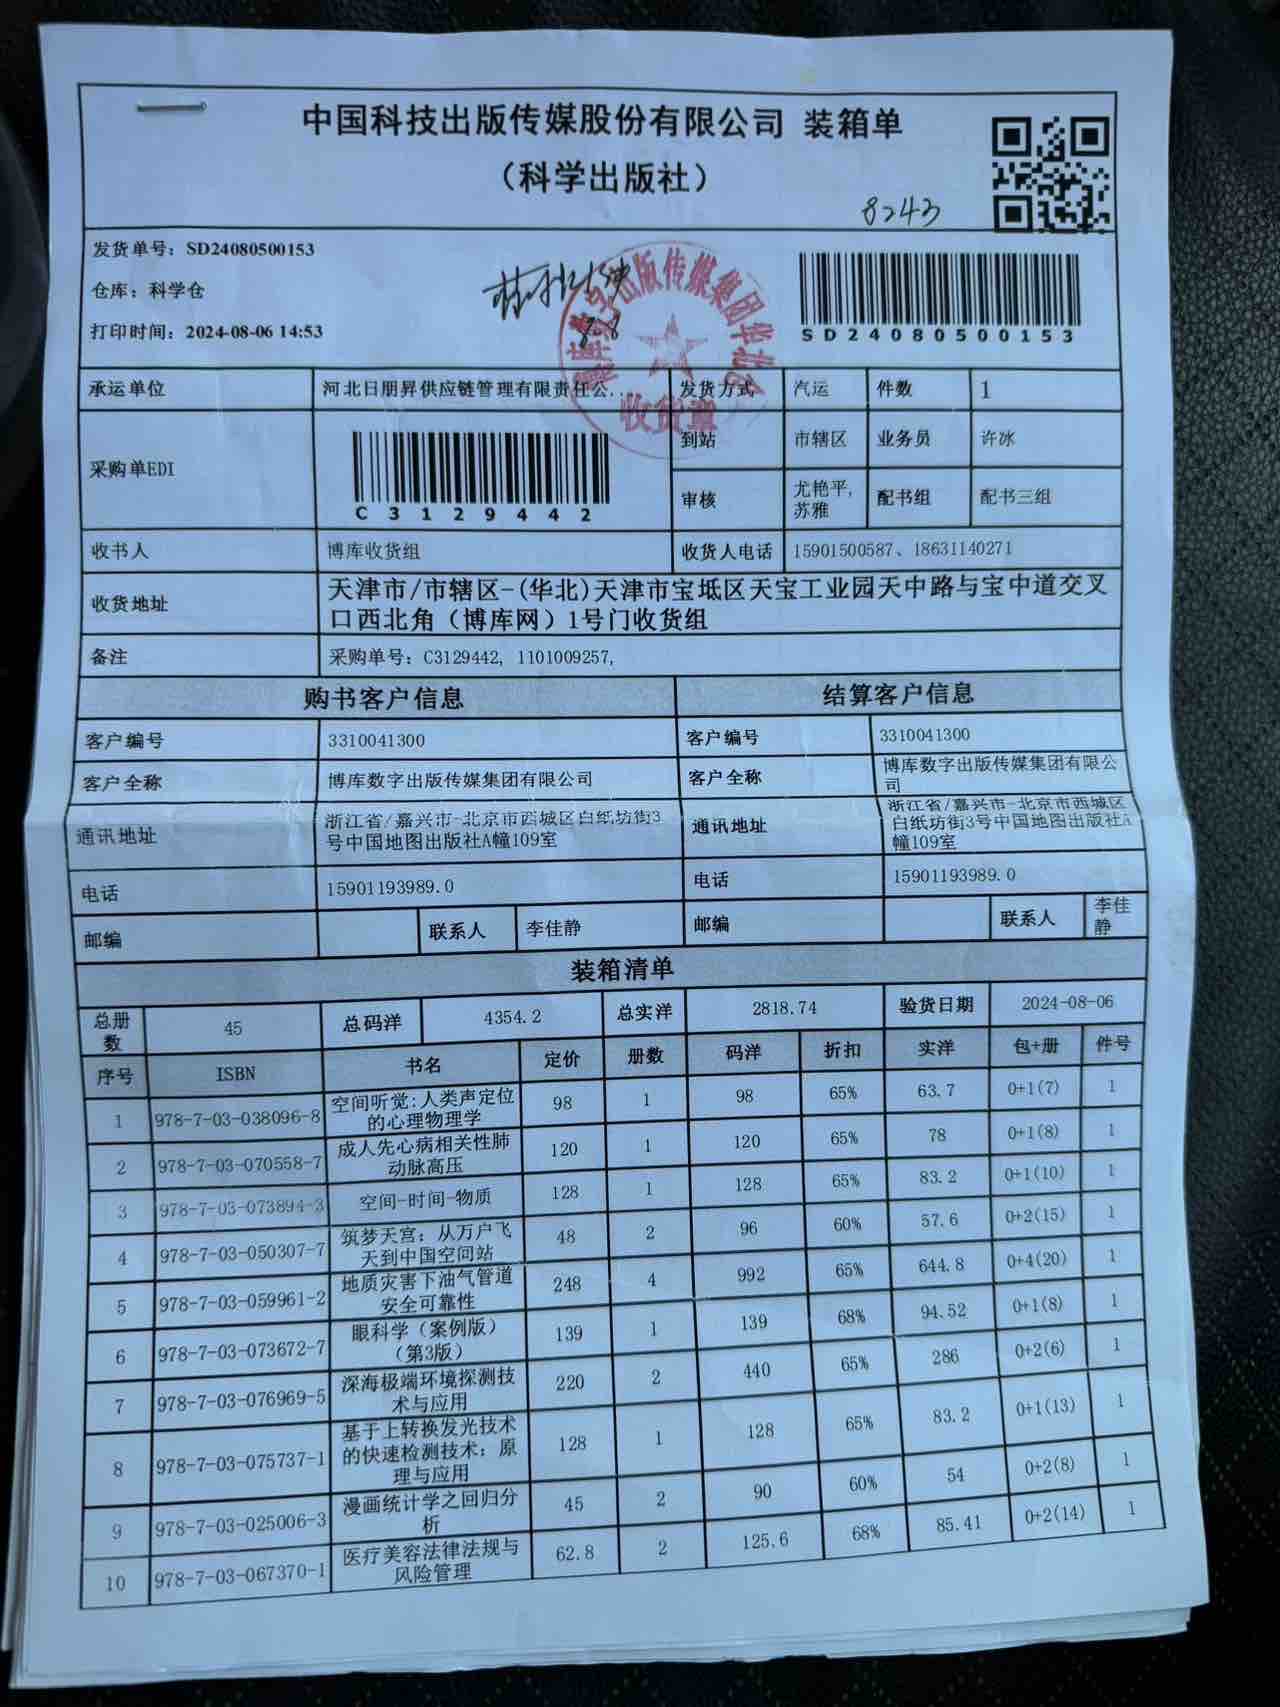 中国科技出版传媒股份有限公司 装箱单
（科学出版社）
8243
发货单号：SD24080500153
仓库：科学仓
打印时间：2024-08-06 14:53
8.8
收货章
SD24080500153
承运单位 河北日朋昇供应链管理有限责任公.. 发货方式 汽运 件数 1
采购单EDI C3129442 到站 市辖区 业务员 许冰
审核 尤艳平,苏雅 配书组 配书三组
收书人 博库收货组 收货人电话 15901500587、18631140271
收货地址 天津市/市辖区-(华北)天津市宝坻区天宝工业园天中路与宝中道交叉
口西北角（博库网）1号门收货组
备注 采购单号：C3129442, 1101009257,
购书客户信息 结算客户信息
客户编号 3310041300 客户编号 3310041300
客户全称 博库数字出版传媒集团有限公司 客户全称 博库数字出版传媒集团有限公司
通讯地址 浙江省/嘉兴市-北京市西城区白纸坊街3号中国地图出版社A幢109室 通讯地址 浙江省/嘉兴市-北京市西城区白纸坊街3号中国地图出版社A幢109室
电话 15901193989.0 电话 15901193989.0
邮编 联系人 李佳静 邮编 联系人 李佳静
装箱清单
总册数 45 总码洋 4354.2 总实洋 2818.74 验货日期 2024-08-06
序号 ISBN 书名 定价 册数 码洋 折扣 实洋 包+册 件号
1 978-7-03-038096-8 空间听觉:人类声定位的心理物理学 98 1 98 65% 63.7 0+1(7) 1
2 978-7-03-070558-7 成人先心病相关性肺动脉高压 120 1 120 65% 78 0+1(8) 1
3 978-7-03-073894-3 空间-时间-物质 128 1 128 65% 83.2 0+1(10) 1
4 978-7-03-050307-7 筑梦天宫：从万户飞天到中国空间站 48 2 96 60% 57.6 0+2(15) 1
5 978-7-03-059961-2 地质灾害下油气管道安全可靠性 248 4 992 65% 644.8 0+4(20) 1
6 978-7-03-073672-7 眼科学（案例版）（第3版） 139 1 139 68% 94.52 0+1(8) 1
7 978-7-03-076969-5 深海极端环境探测技术与应用 220 2 440 65% 286 0+2(6) 1
8 978-7-03-075737-1 基于上转换发光技术的快速检测技术：原理与应用 128 1 128 65% 83.2 0+1(13) 1
9 978-7-03-025006-3 漫画统计学之回归分析 45 2 90 60% 54 0+2(8) 1
10 978-7-03-067370-1 医疗美容法律法规与风险管理 62.8 2 125.6 68% 85.41 0+2(14) 1